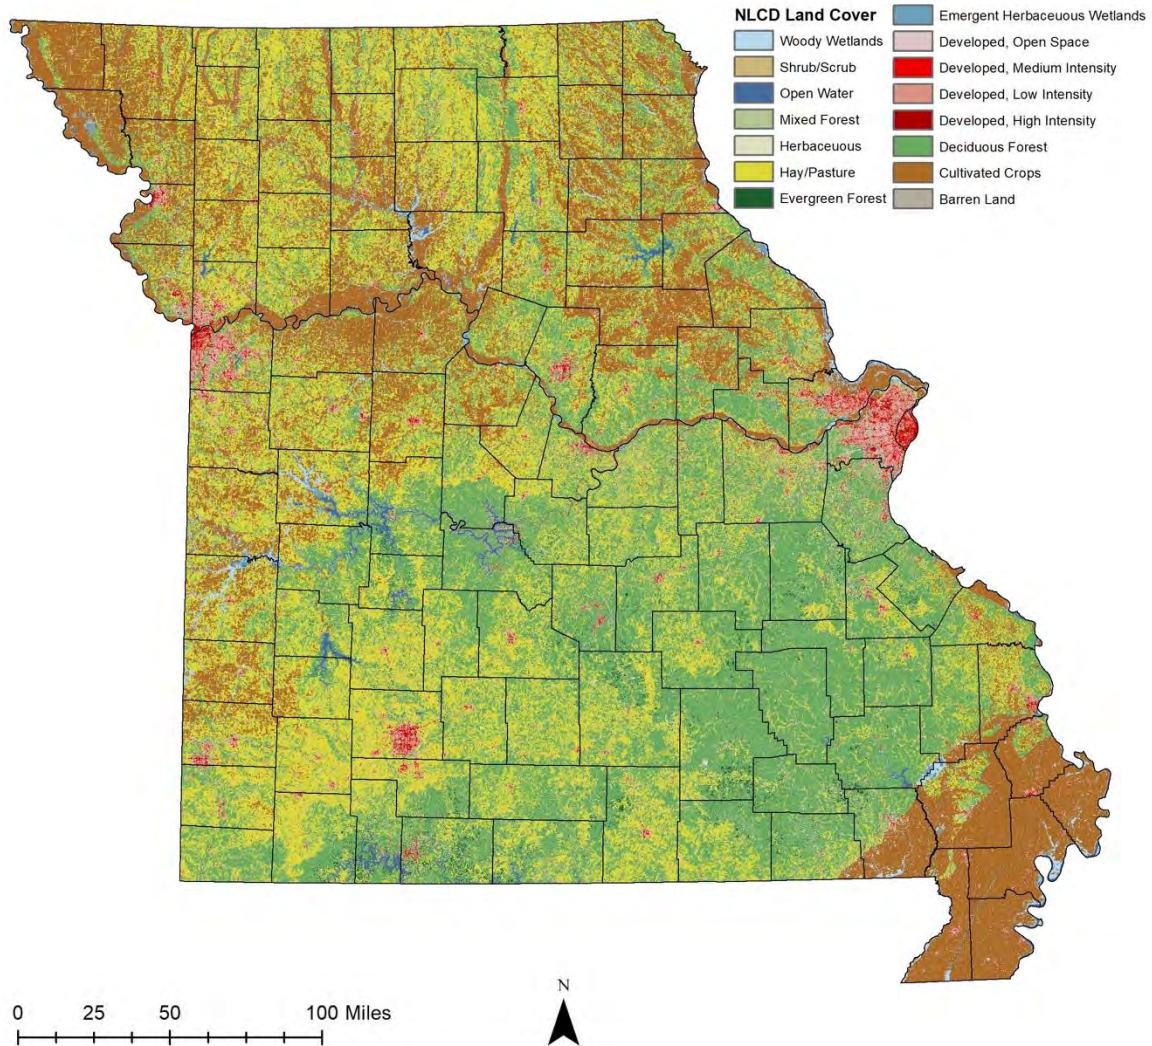 NLCD Land Cover
Woody Wetlands
Shrub/Scrub
Open Water
Mixed Forest
Herbaceuous
Hay/Pasture
Evergreen Forest
Emergent Herbaceuous Wetlands
Developed, Open Space
Developed, Medium Intensity
Developed, Low Intensity
Developed, High Intensity
Deciduous Forest
Cultivated Crops
Barren Land
N
0 25 50 100 Miles